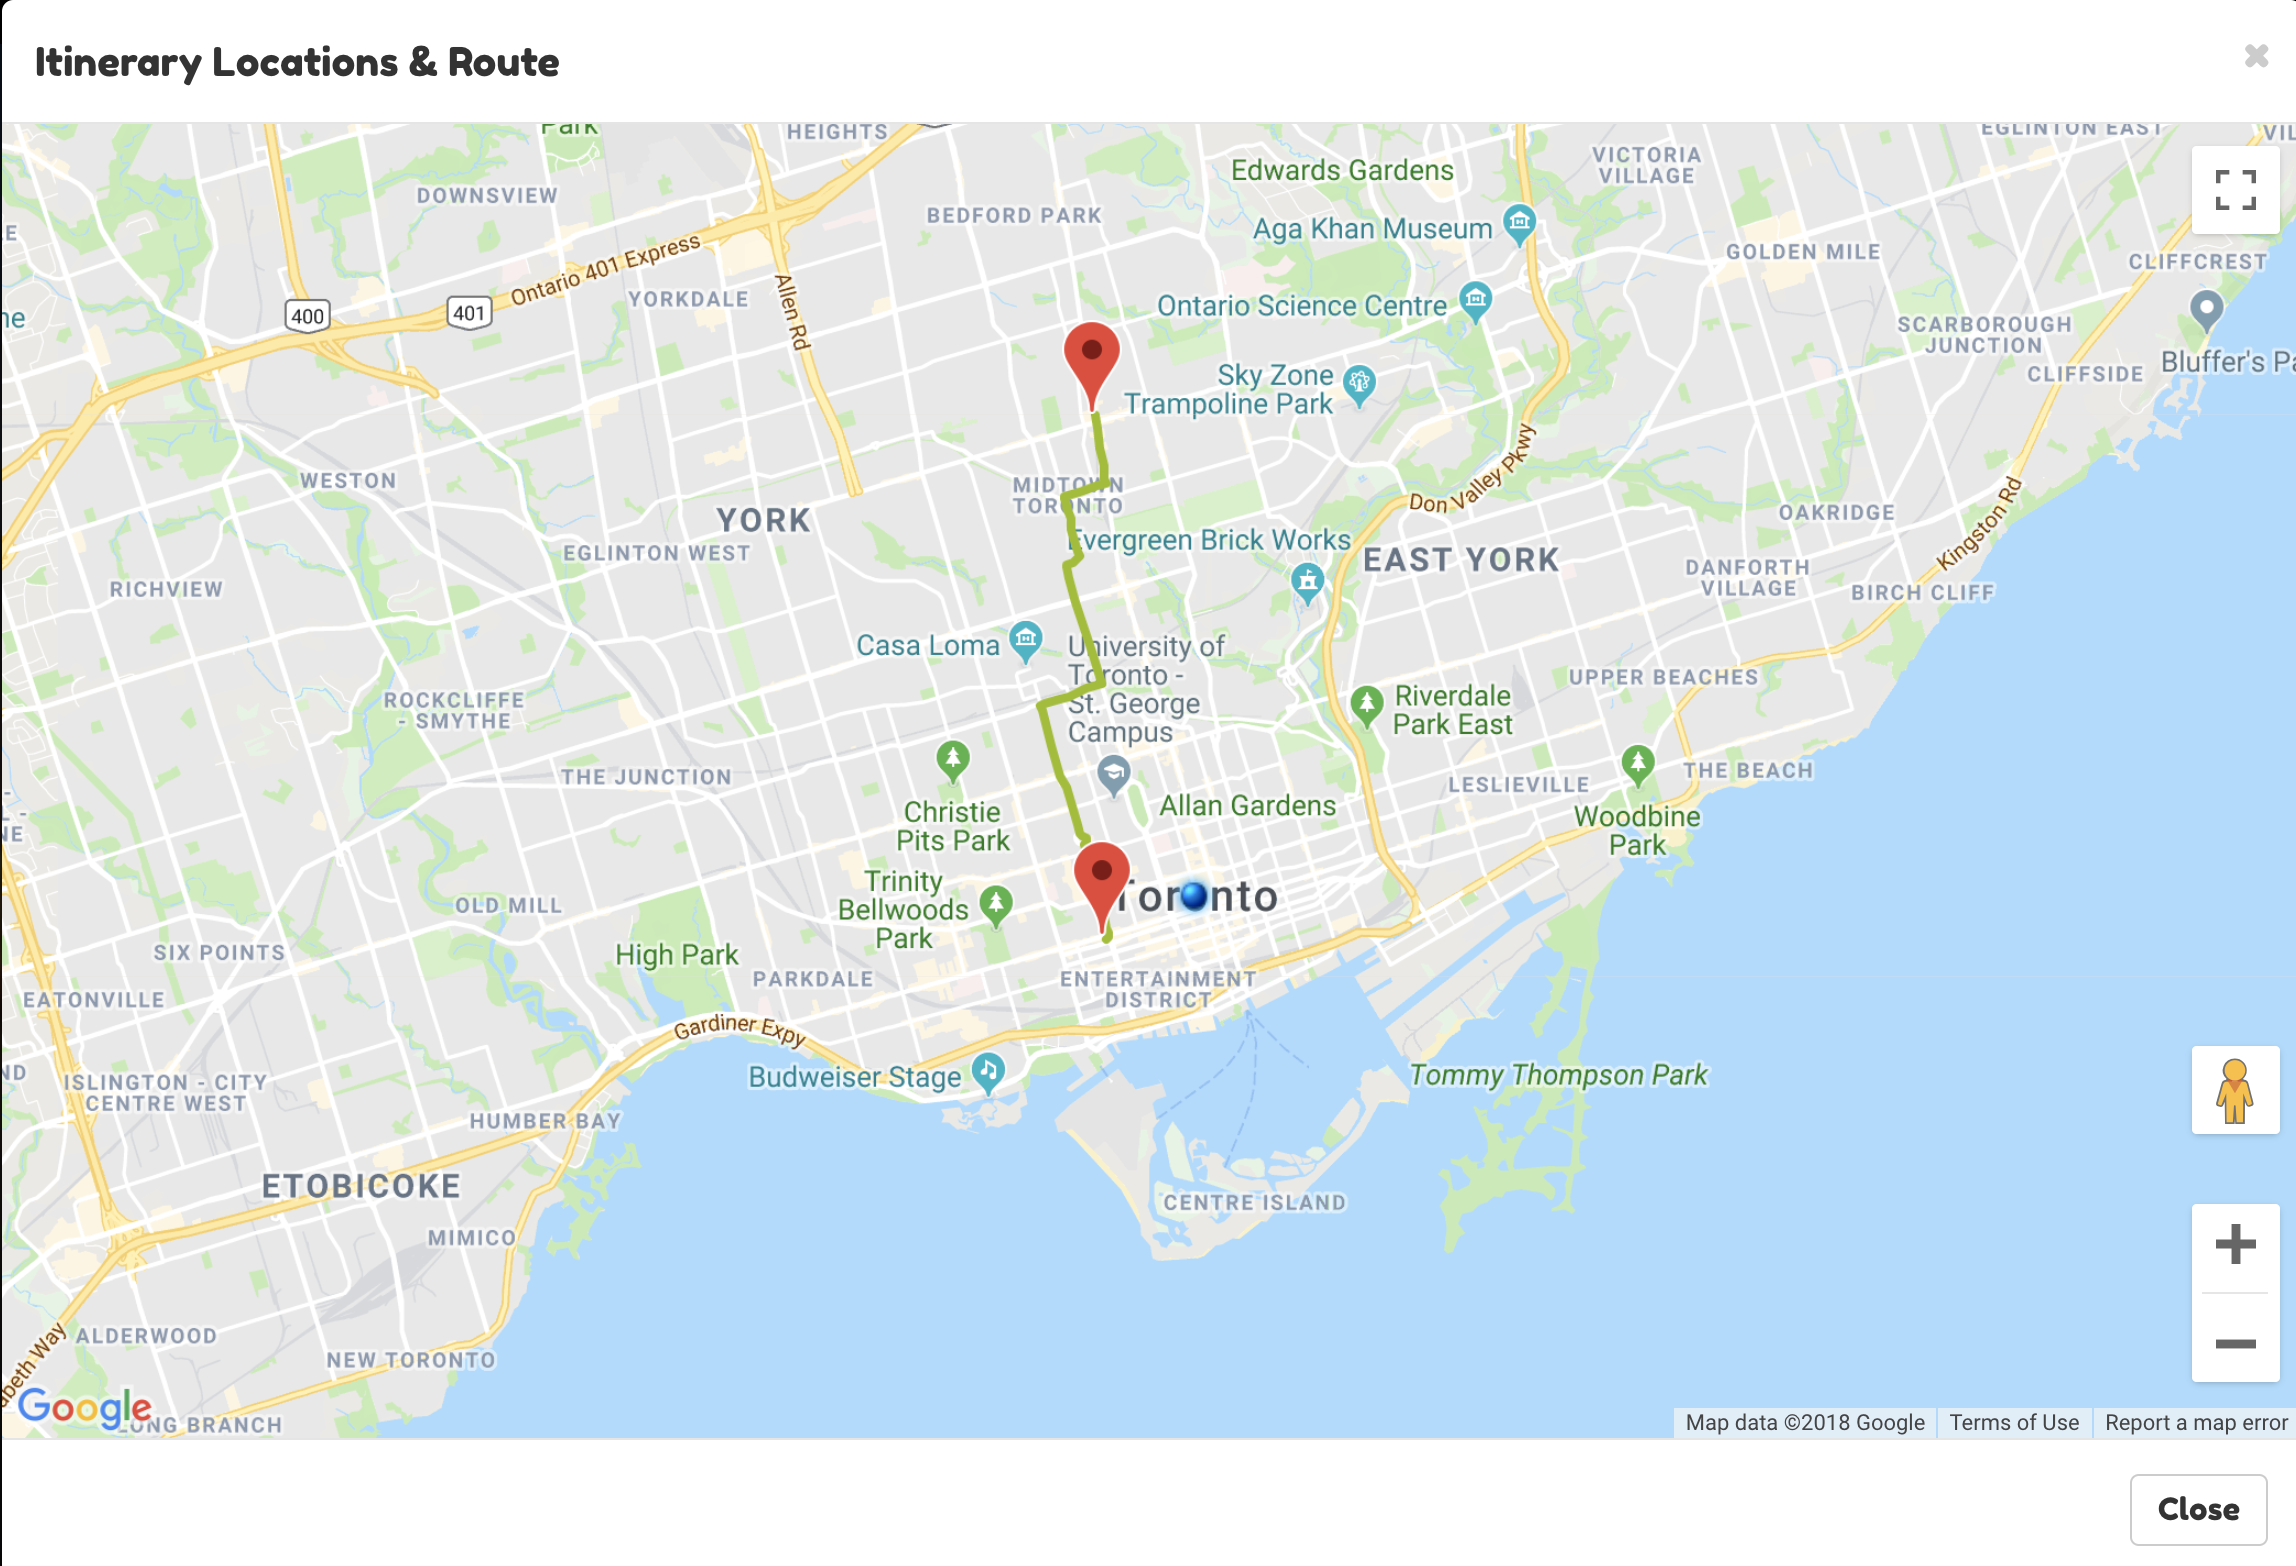 Itinerary Locations & Route
Park
HEIGHTS
EGLINTON EAST
DOWNSVIEW
BEDFORD PARK
Edwards Gardens
VICTORIA
VILLAGE
Aga Khan Museum
GOLDEN MILE
CLIFFCREST
Ontario 401 Express
YORKDALE
Allen Rd
400
401
Ontario Science Centre
SCARBOROUGH
JUNCTION
Bluffer's
CLIFFSIDE
Sky Zone
Trampoline Park
Don Valley Pkwy
WESTON
MIDTOWN
TORONTO
YORK
Kingston Rd
OAKRIDGE
EGLINTON WEST
Evergreen Brick Works
EAST YORK
RICHVIEW
DANFORTH
VILLAGE
BIRCH CLIFF
Casa Loma
University of
Toronto -
St. George
Campus
UPPER BEACHES
ROCKCLIFFE
- SMYTHE
Riverdale
Park East
THE JUNCTION
LESLIEVILLE
THE BEACH
Christie
Pits Park
Allan Gardens
Woodbine
Park
Trinity
Bellwoods
Park
Toronto
OLD MILL
SIX POINTS
High Park
PARKDALE
ENTERTAINMENT
DISTRICT
EATONVILLE
Gardiner Expy
Budweiser Stage
Tommy Thompson Park
ISLINGTON - CITY
CENTRE WEST
HUMBER BAY
ETOBICOKE
CENTRE ISLAND
MIMICO
ALDERWOOD
NEW TORONTO
Google
LONG BRANCH
Map data ©2018 Google
Terms of Use
Report a map error
Close